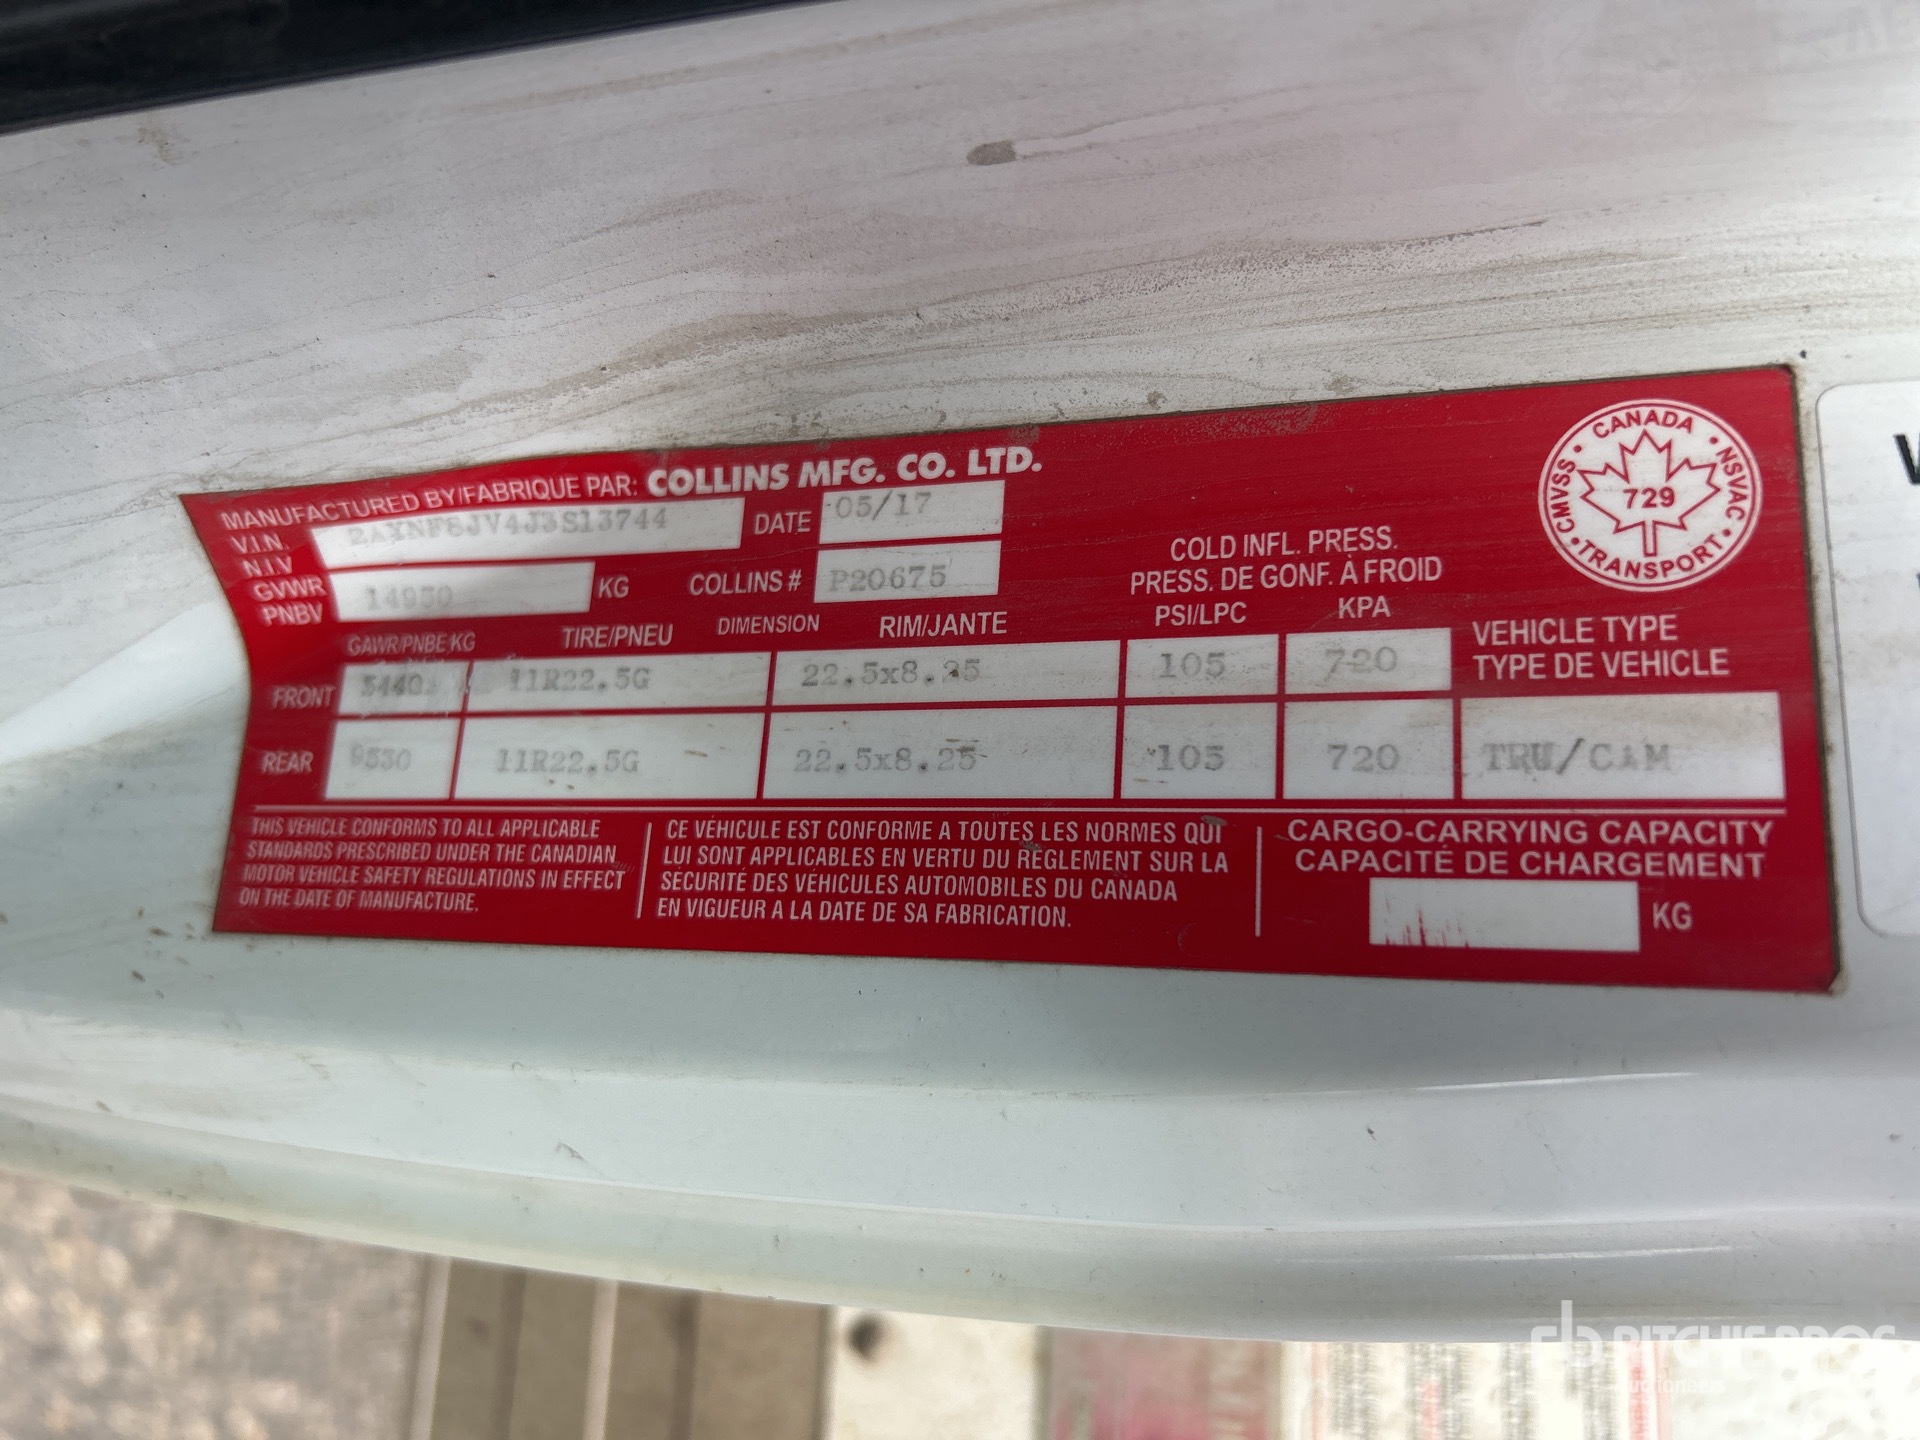 MANUFACTURED BY/FABRIQUE PAR: COLLINS MFG. CO. LTD.
V.I.N.
N.I.V
2AYNF8JV4J3S13744
DATE 05/17
GVWR
PNBV
14930 KG
COLLINS # P20675
COLD INFL. PRESS.
PRESS. DE GONF. À FROID
GAWR/PNBE KG TIRE/PNEU DIMENSION RIM/JANTE PSI/LPC KPA
VEHICLE TYPE
TYPE DE VEHICLE
FRONT 5440 11R22.5G 22.5x8.25 105 720
REAR 9530 11R22.5G 22.5x8.25 105 720 TRU/CAM
THIS VEHICLE CONFORMS TO ALL APPLICABLE
STANDARDS PRESCRIBED UNDER THE CANADIAN
MOTOR VEHICLE SAFETY REGULATIONS IN EFFECT
ON THE DATE OF MANUFACTURE.
CE VÉHICULE EST CONFORME A TOUTES LES NORMES QUI
LUI SONT APPLICABLES EN VERTU DU RÈGLEMENT SUR LA
SÉCURITÉ DES VÉHICULES AUTOMOBILES DU CANADA
EN VIGUEUR A LA DATE DE SA FABRICATION.
CARGO-CARRYING CAPACITY
CAPACITÉ DE CHARGEMENT
KG
CANADA
CMVSS
NSVAC
729
TRANSPORT
rb RITCHIE BROS
Auctioneers